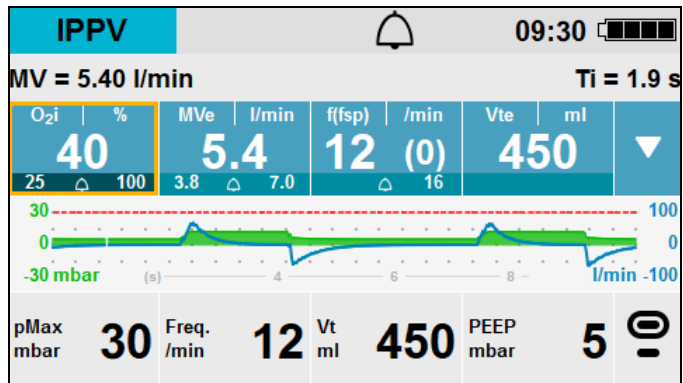 IPPV 09:30
MV = 5.40 l/min Ti = 1.9 s
O₂i % MVe l/min f(fsp) /min Vte ml
40 5.4 12 (0) 450
25 100 3.8 7.0 16
30 100
0 0
-30 mbar (s) 4 6 8 l/min -100
pMax mbar 30 Freq. /min 12 Vt ml 450 PEEP mbar 5